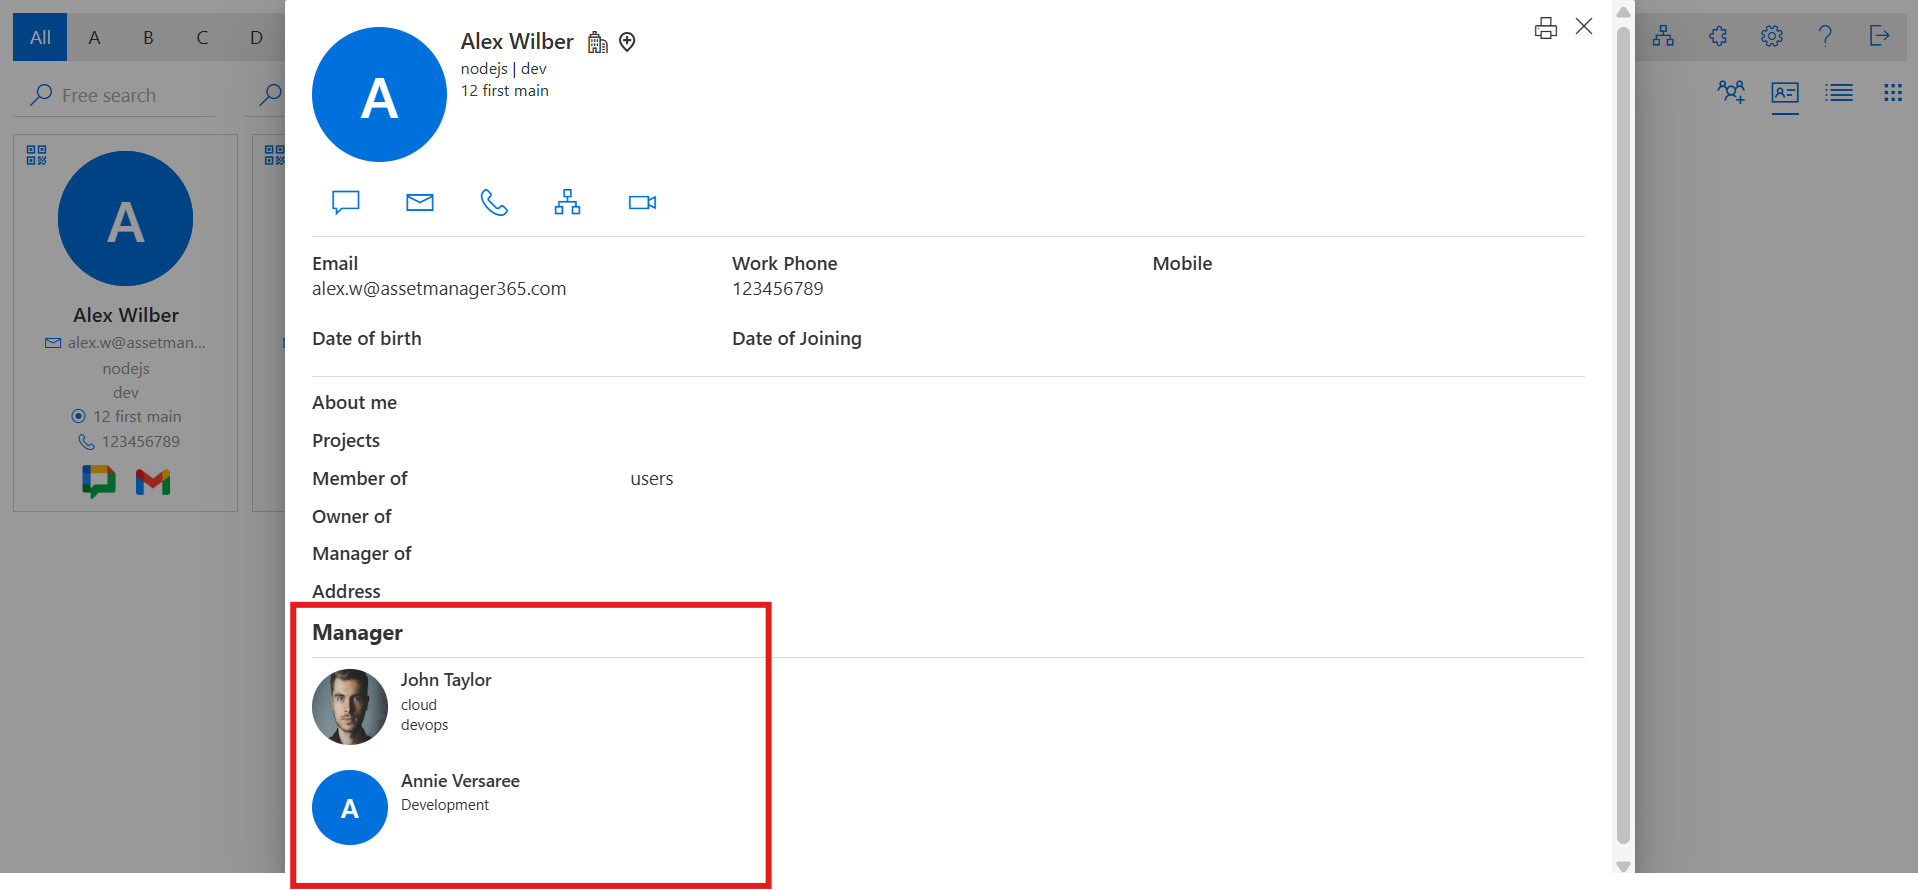 All A B C D
Free search
A
Alex Wilber
alex.w@assetman...
nodejs
dev
12 first main
123456789
A
Alex Wilber
nodejs | dev
12 first main
Email
alex.w@assetmanager365.com
Work Phone
123456789
Mobile
Date of birth
Date of Joining
About me
Projects
Member of users
Owner of
Manager of
Address
Manager
John Taylor
cloud
devops
A
Annie Versaree
Development